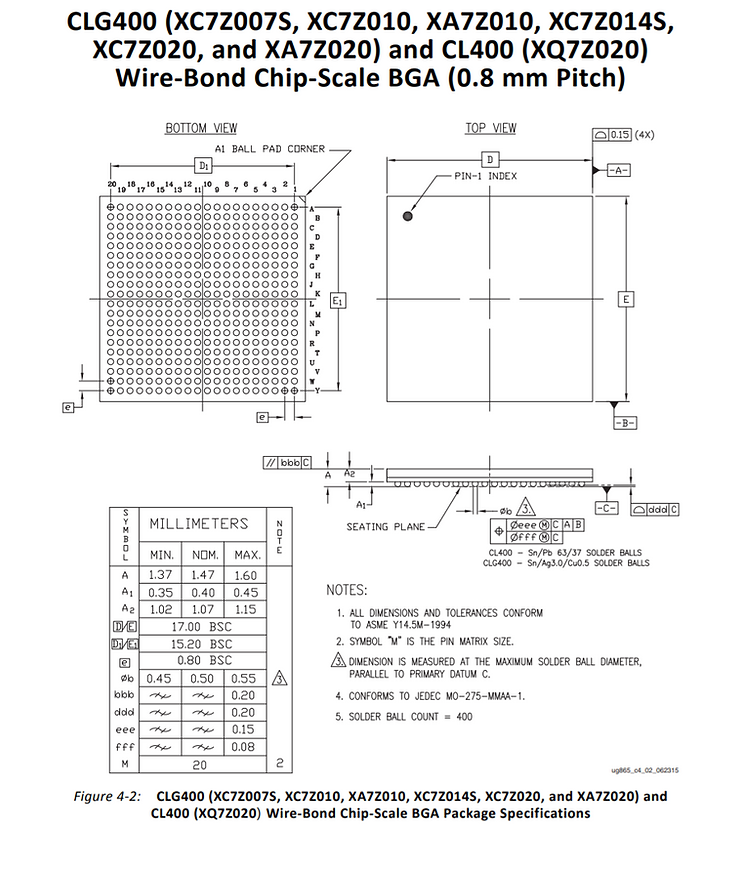 CLG400 (XC7Z007S, XC7Z010, XA7Z010, XC7Z014S,
XC7Z020, and XA7Z020) and CL400 (XQ7Z020)
Wire-Bond Chip-Scale BGA (0.8 mm Pitch)
BOTTOM VIEW
A1 BALL PAD CORNER
D1
20 18 16 14 12 10 8 6 4 2
19 17 15 13 11 9 7 5 3 1
A
B
C
D
E
F
G
H
J
K
L
M
N
P
R
T
U
V
W
Y
E1
e
e
TOP VIEW
⌓ 0.15 (4X)
D
-A-
PIN-1 INDEX
E
-B-
// bbb C
A
A2
A1
SEATING PLANE
Øb 3
-C-
⌓ ddd C
⌖ Øeee Ⓜ C A B
Øfff Ⓜ C
CL400 – Sn/Pb 63/37 SOLDER BALLS
CLG400 – Sn/Ag3.0/Cu0.5 SOLDER BALLS
SYMBOL MILLIMETERS NOTE
MIN. NOM. MAX.
A 1.37 1.47 1.60
A1 0.35 0.40 0.45
A2 1.02 1.07 1.15
D/E 17.00 BSC
D1/E1 15.20 BSC
e 0.80 BSC
Øb 0.45 0.50 0.55 3
bbb 0.20
ddd 0.20
eee 0.15
fff 0.08
M 20 2
NOTES:
1. ALL DIMENSIONS AND TOLERANCES CONFORM
TO ASME Y14.5M-1994
2. SYMBOL "M" IS THE PIN MATRIX SIZE.
3. DIMENSION IS MEASURED AT THE MAXIMUM SOLDER BALL DIAMETER,
PARALLEL TO PRIMARY DATUM C.
4. CONFORMS TO JEDEC MO-275-MMAA-1.
5. SOLDER BALL COUNT = 400
ug865_c4_02_062315
Figure 4-2: CLG400 (XC7Z007S, XC7Z010, XA7Z010, XC7Z014S, XC7Z020, and XA7Z020) and
CL400 (XQ7Z020) Wire-Bond Chip-Scale BGA Package Specifications